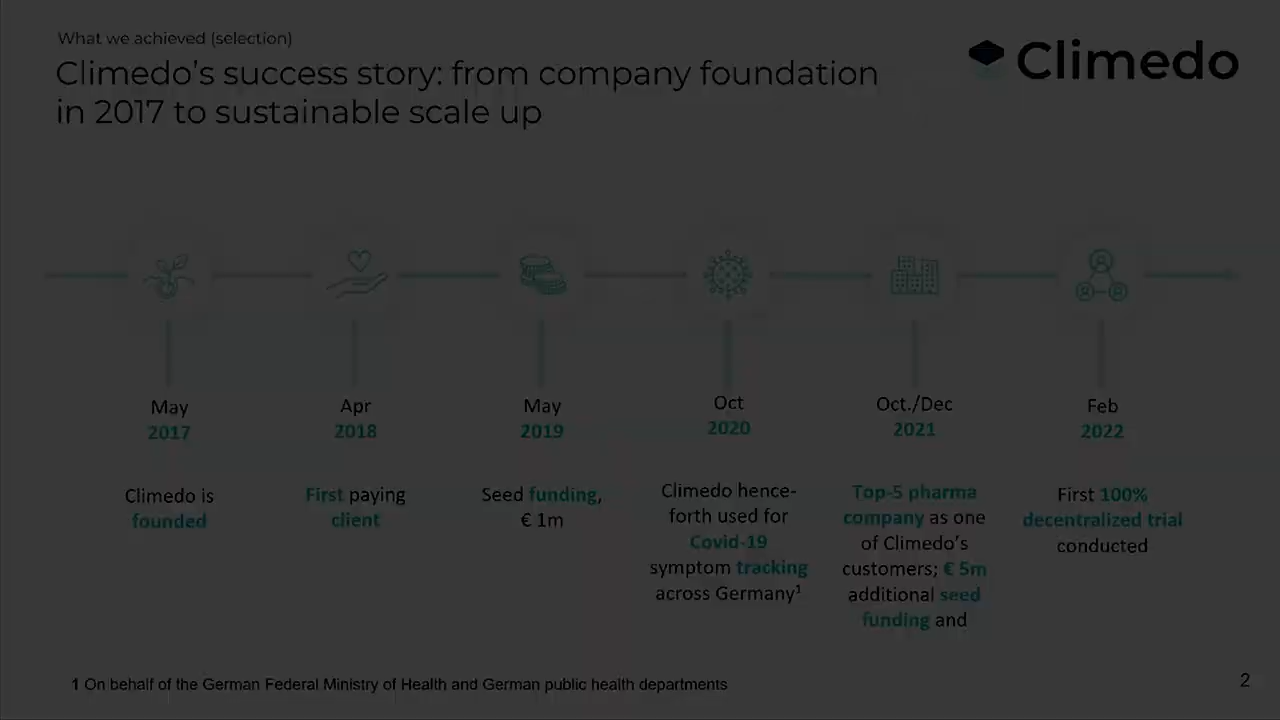 What we achieved (selection)
Climedo's success story: from company foundation
in 2017 to sustainable scale up
Climedo
May
2017
Climedo is
founded
Apr
2018
First paying
client
May
2019
Seed funding,
€ 1m
Oct
2020
Climedo hence-
forth used for
Covid-19
symptom tracking
across Germany¹
Oct./Dec
2021
Top-5 pharma
company as one
of Climedo's
customers; € 5m
additional seed
funding and
Feb
2022
First 100%
decentralized trial
conducted
1 On behalf of the German Federal Ministry of Health and German public health departments
2